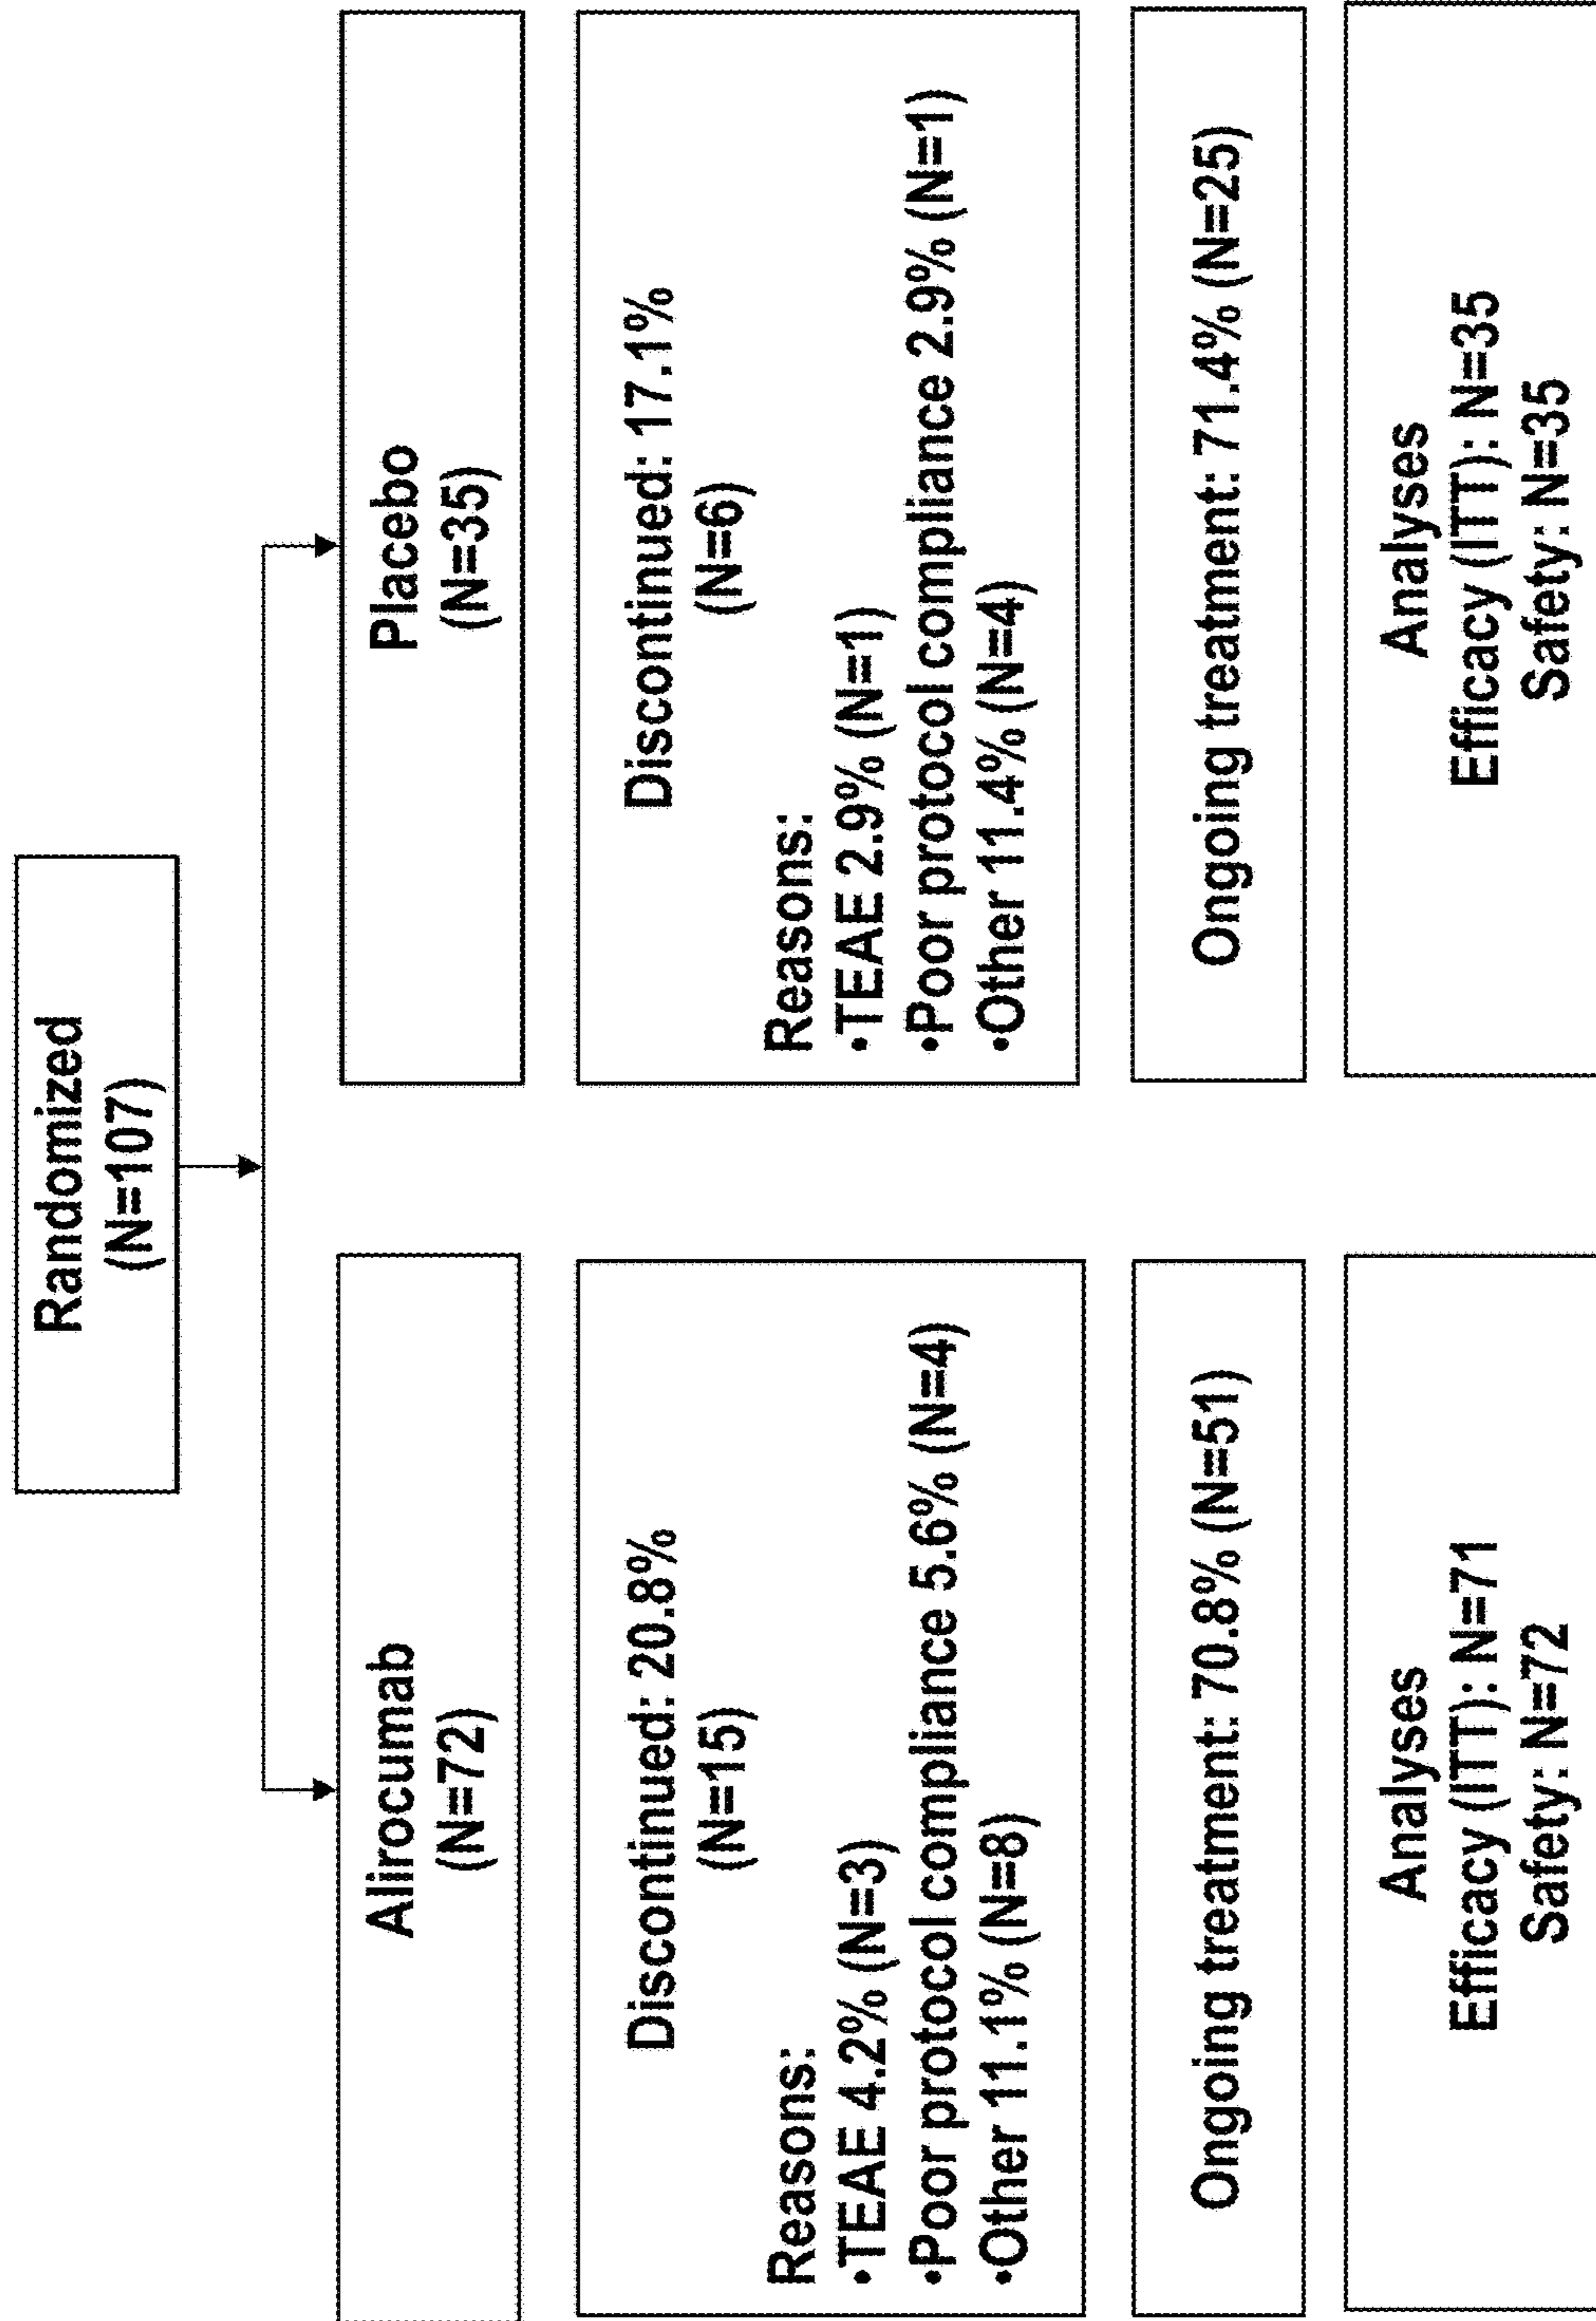 Randomized
(N=107)
Alirocumab
(N=72)
Placebo
(N=35)
Discontinued: 20.8%
(N=15)
Reasons:
•TEAE 4.2% (N=3)
•Poor protocol compliance 5.6% (N=4)
•Other 11.1% (N=8)
Discontinued: 17.1%
(N=6)
Reasons:
•TEAE 2.9% (N=1)
•Poor protocol compliance 2.9% (N=1)
•Other 11.4% (N=4)
Ongoing treatment: 70.8% (N=51)
Ongoing treatment: 71.4% (N=25)
Analyses
Efficacy (ITT): N=71
Safety: N=72
Analyses
Efficacy (ITT): N=35
Safety: N=35